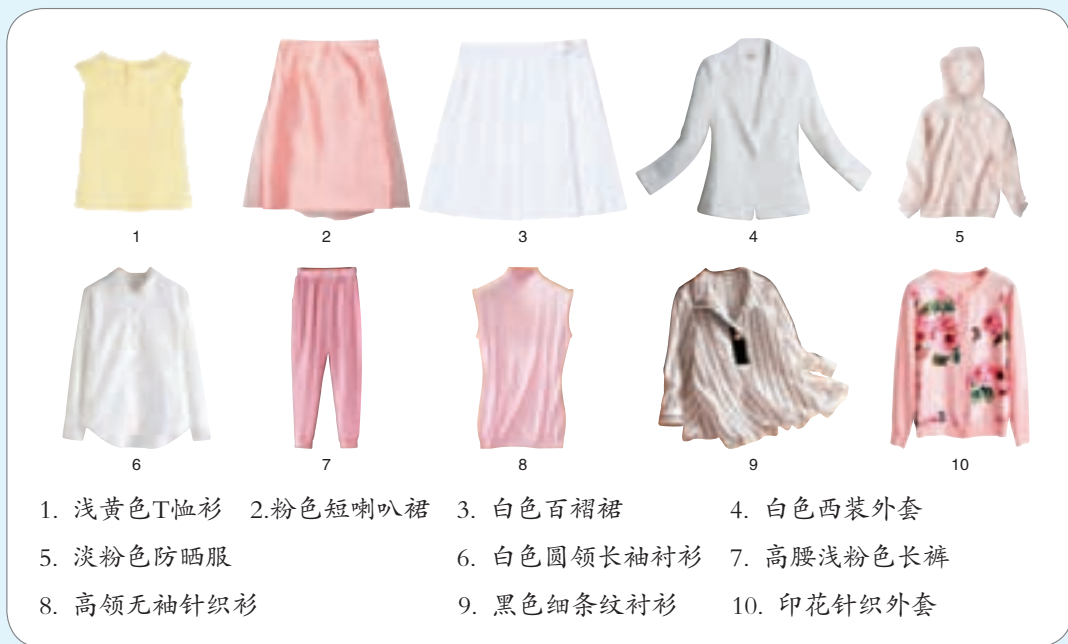 1 2 3 4 5
6 7 8 9 10
1. 浅黄色T恤衫 2.粉色短喇叭裙 3. 白色百褶裙 4. 白色西装外套
5. 淡粉色防晒服 6. 白色圆领长袖衬衫 7. 高腰浅粉色长裤
8. 高领无袖针织衫 9. 黑色细条纹衬衫 10. 印花针织外套